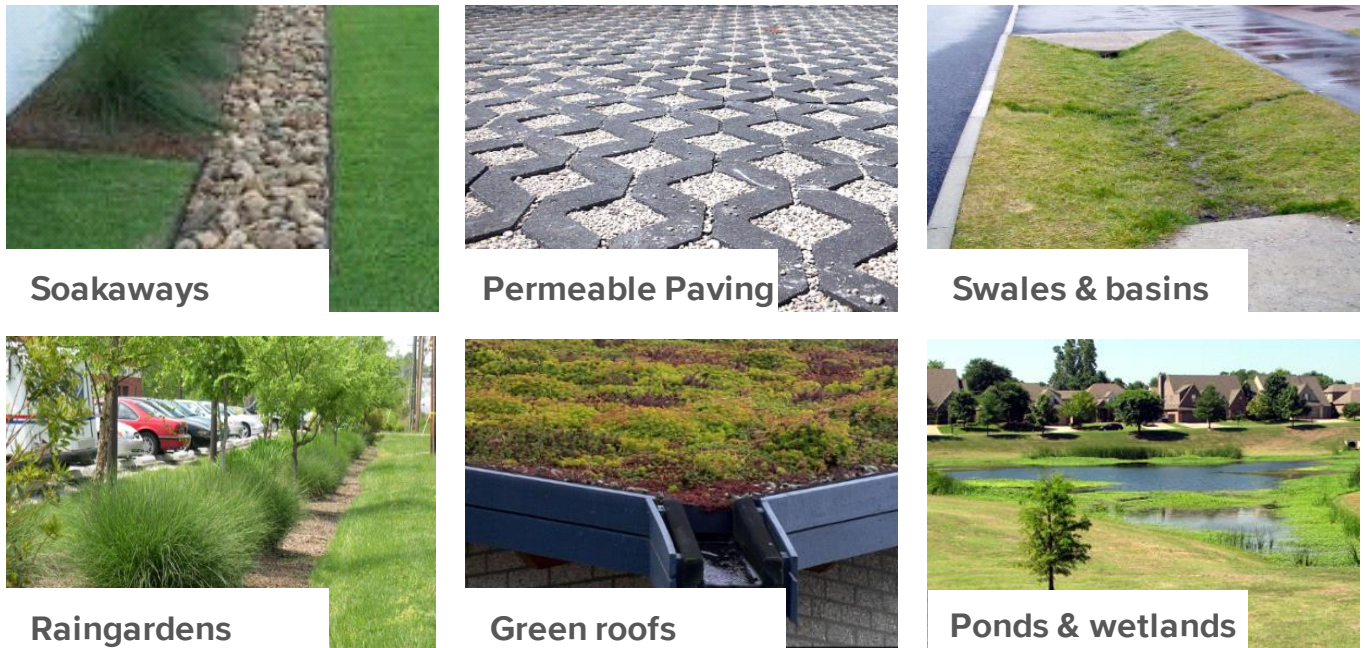 Soakaways
Permeable Paving
Swales & basins
Raingardens
Green roofs
Ponds & wetlands